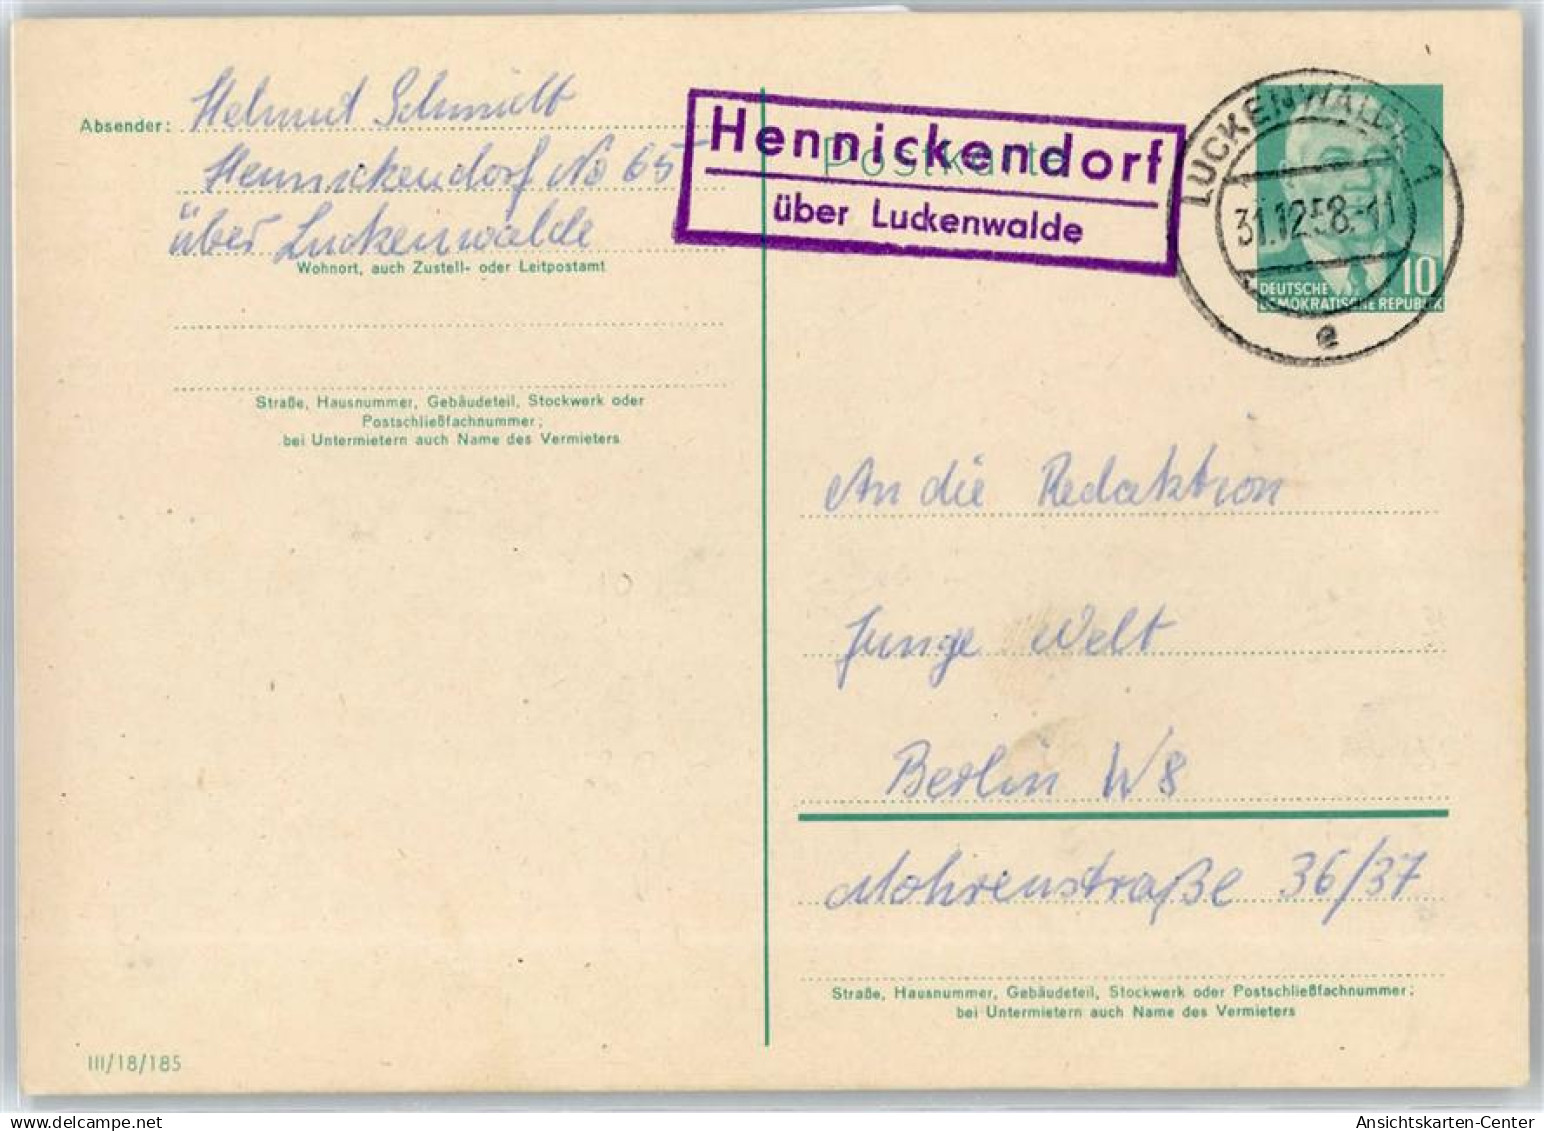 Absender: Helmut Schmidt
Hennickendorf No 65
über Luckenwalde
Wohnort, auch Zustell- oder Leitpostamt
Straße, Hausnummer, Gebäudeteil, Stockwerk oder
Postschließfachnummer;
bei Untermietern auch Name des Vermieters
III/18/185
Postkarte
Hennickendorf
über Luckenwalde
LUCKENWALDE 1
31.12.58.-11
e
10
DEUTSCHE
DEMOKRATISCHE REPUBLIK
An die Redaktion
Junge Welt
Berlin W8
Mohrenstraße 36/37
Straße, Hausnummer, Gebäudeteil, Stockwerk oder Postschließfachnummer;
bei Untermietern auch Name des Vermieters
delcampe.net
Ansichtskarten-Center